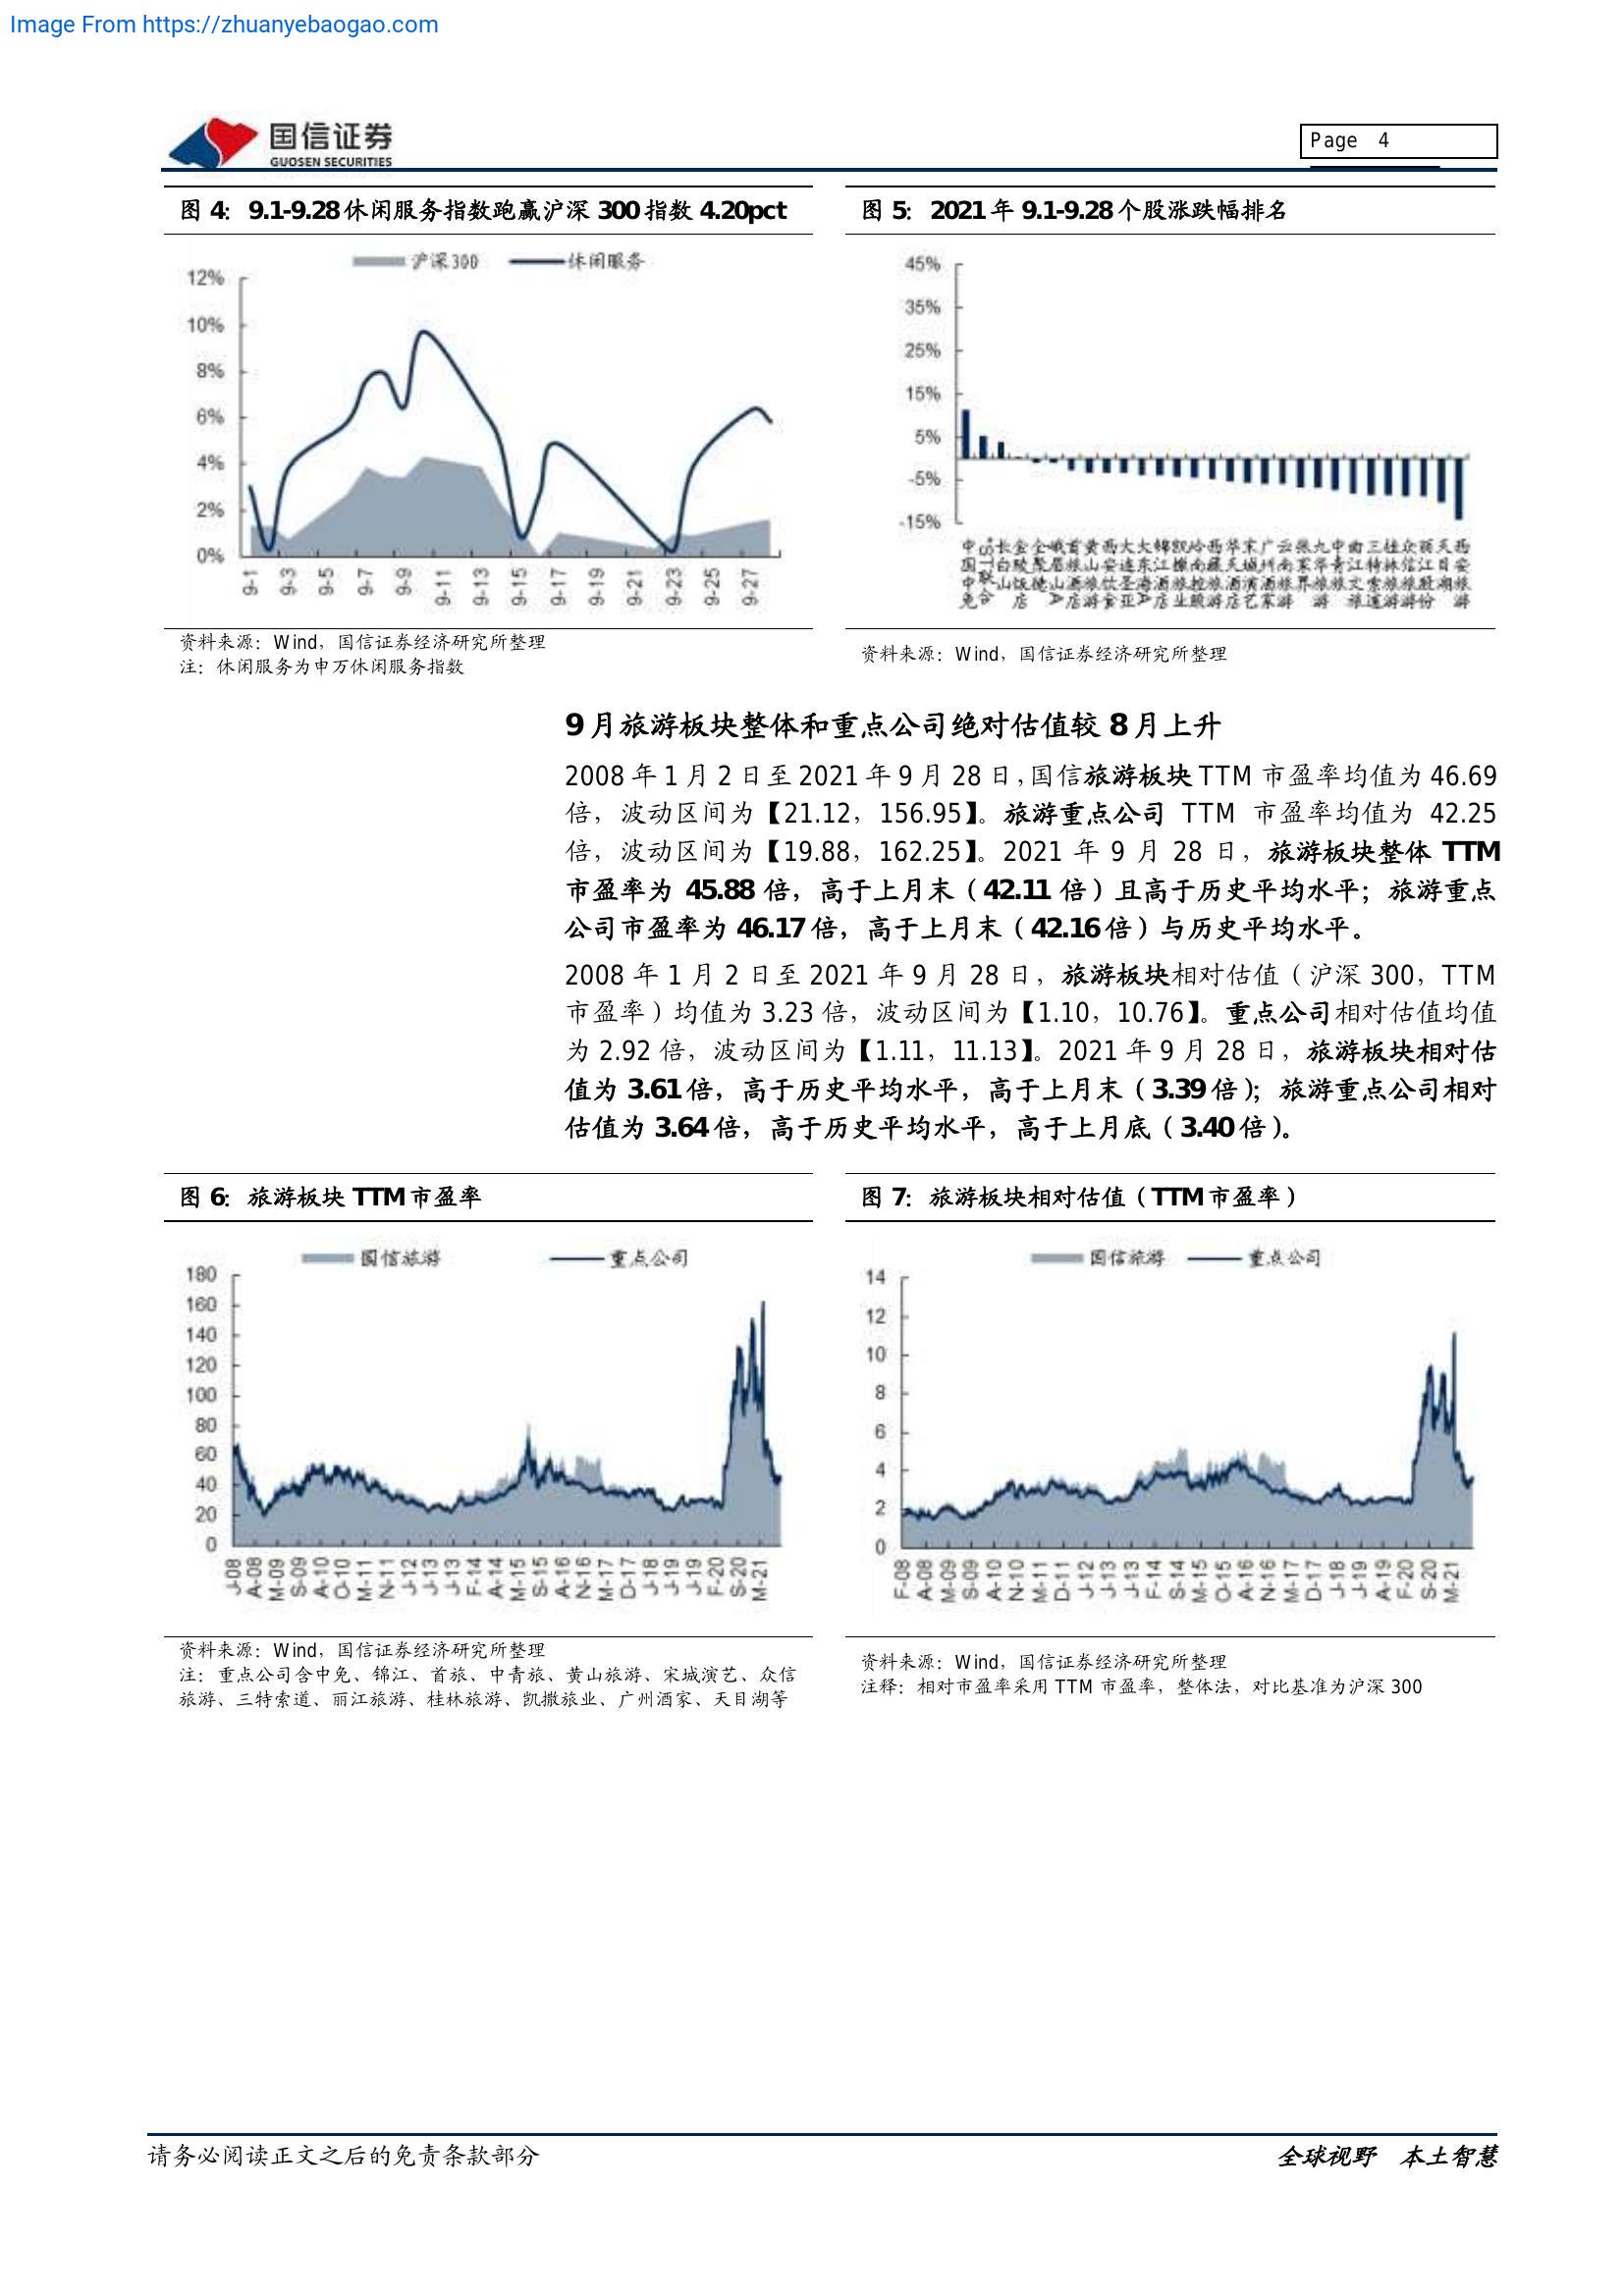 Image From https://zhuanyebaogao.com
国信证券
GUOSEN SECURITIES
Page 4
图 4：9.1-9.28 休闲服务指数跑赢沪深 300 指数 4.20pct
沪深300 休闲服务
12%
10%
8%
6%
4%
2%
0%
9-1 9-3 9-5 9-7 9-9 9-11 9-13 9-15 9-17 9-19 9-21 9-23 9-25 9-27
资料来源：Wind，国信证券经济研究所整理
注：休闲服务为申万休闲服务指数
图 5：2021 年 9.1-9.28 个股涨跌幅排名
45%
35%
25%
15%
5%
-5%
-15%
资料来源：Wind，国信证券经济研究所整理
9 月旅游板块整体和重点公司绝对估值较 8 月上升
2008 年 1 月 2 日至 2021 年 9 月 28 日，国信旅游板块 TTM 市盈率均值为 46.69
倍，波动区间为【21.12，156.95】。旅游重点公司 TTM 市盈率均值为 42.25
倍，波动区间为【19.88，162.25】。2021 年 9 月 28 日，旅游板块整体 TTM
市盈率为 45.88 倍，高于上月末（42.11 倍）且高于历史平均水平；旅游重点
公司市盈率为 46.17 倍，高于上月末（42.16 倍）与历史平均水平。
2008 年 1 月 2 日至 2021 年 9 月 28 日，旅游板块相对估值（沪深 300，TTM
市盈率）均值为 3.23 倍，波动区间为【1.10，10.76】。重点公司相对估值均值
为 2.92 倍，波动区间为【1.11，11.13】。2021 年 9 月 28 日，旅游板块相对估
值为 3.61 倍，高于历史平均水平，高于上月末（3.39 倍）；旅游重点公司相对
估值为 3.64 倍，高于历史平均水平，高于上月底（3.40 倍）。
图 6：旅游板块 TTM 市盈率
国信旅游 重点公司
180
160
140
120
100
80
60
40
20
0
J-08 A-08 M-09 S-09 A-10 O-10 M-11 N-11 J-12 J-13 J-13 F-14 A-14 M-15 S-15 A-16 N-16 M-17 D-17 J-18 J-19 J-19 F-20 S-20 M-21
资料来源：Wind，国信证券经济研究所整理
注：重点公司含中免、锦江、首旅、中青旅、黄山旅游、宋城演艺、众信
旅游、三特索道、丽江旅游、桂林旅游、凯撒旅业、广州酒家、天目湖等
图 7：旅游板块相对估值（TTM 市盈率）
国信旅游 重点公司
14
12
10
8
6
4
2
0
F-08 A-08 M-09 S-09 A-10 N-10 M-11 D-11 J-12 J-13 J-13 F-14 S-14 M-15 O-15 A-16 N-16 M-17 D-17 J-18 J-19 A-19 F-20 S-20 M-21
资料来源：Wind，国信证券经济研究所整理
注释：相对市盈率采用 TTM 市盈率，整体法，对比基准为沪深 300
请务必阅读正文之后的免责条款部分
全球视野 本土智慧